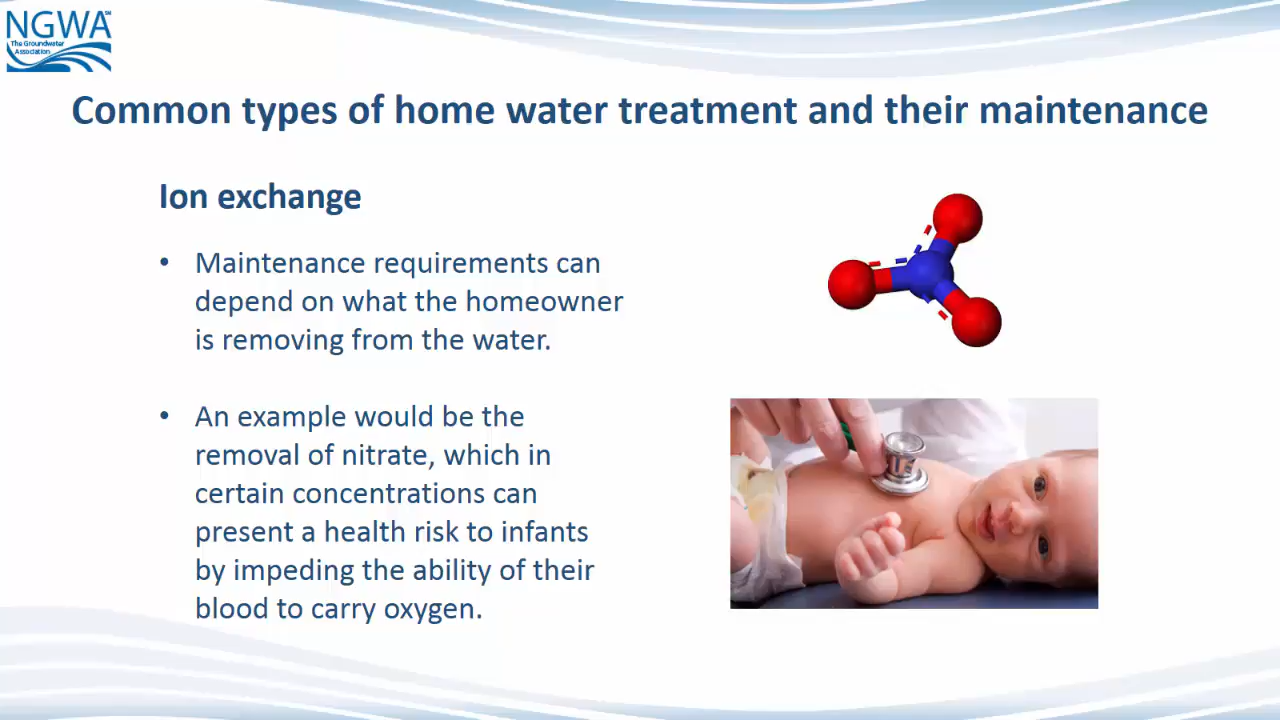 NGWA℠
The Groundwater
Association
Common types of home water treatment and their maintenance
Ion exchange
• Maintenance requirements can
depend on what the homeowner
is removing from the water.
• An example would be the
removal of nitrate, which in
certain concentrations can
present a health risk to infants
by impeding the ability of their
blood to carry oxygen.